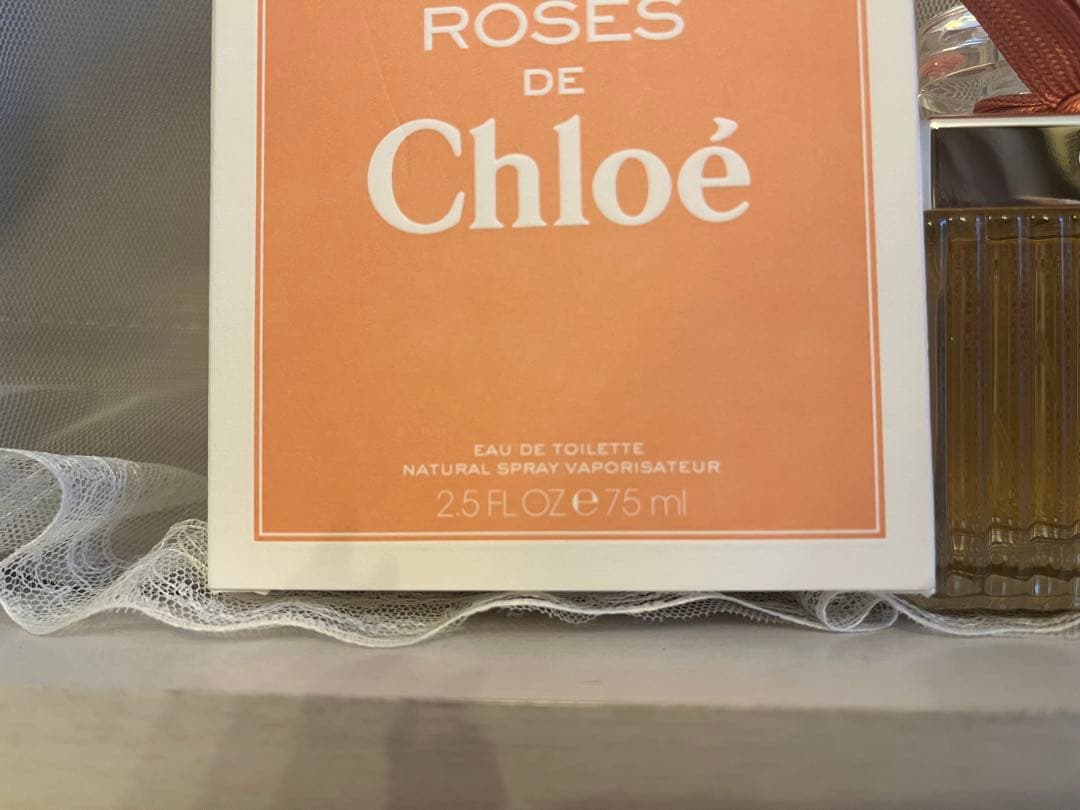 ROSES
DE
Chloé
EAU DE TOILETTE
NATURAL SPRAY VAPORISATEUR
2.5 FL OZ ℮ 75 ml